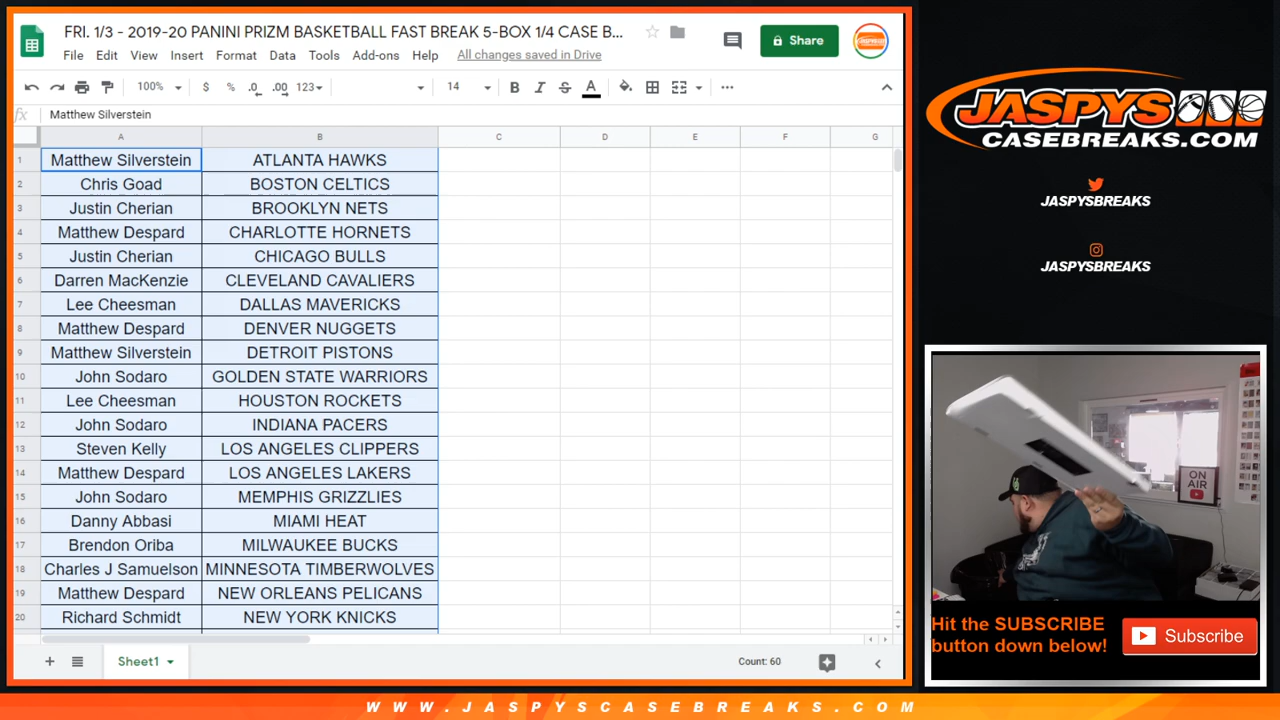 FRI. 1/3 - 2019-20 PANINI PRIZM BASKETBALL FAST BREAK 5-BOX 1/4 CASE B...
Share
File Edit View Insert Format Data Tools Add-ons Help All changes saved in Drive
100% $ % .0 .00 123 14 B I S A
fx Matthew Silverstein
A B C D E F G
1 Matthew Silverstein ATLANTA HAWKS
2 Chris Goad BOSTON CELTICS
3 Justin Cherian BROOKLYN NETS
4 Matthew Despard CHARLOTTE HORNETS
5 Justin Cherian CHICAGO BULLS
6 Darren MacKenzie CLEVELAND CAVALIERS
7 Lee Cheesman DALLAS MAVERICKS
8 Matthew Despard DENVER NUGGETS
9 Matthew Silverstein DETROIT PISTONS
10 John Sodaro GOLDEN STATE WARRIORS
11 Lee Cheesman HOUSTON ROCKETS
12 John Sodaro INDIANA PACERS
13 Steven Kelly LOS ANGELES CLIPPERS
14 Matthew Despard LOS ANGELES LAKERS
15 John Sodaro MEMPHIS GRIZZLIES
16 Danny Abbasi MIAMI HEAT
17 Brendon Oriba MILWAUKEE BUCKS
18 Charles J Samuelson MINNESOTA TIMBERWOLVES
19 Matthew Despard NEW ORLEANS PELICANS
20 Richard Schmidt NEW YORK KNICKS
Sheet1
Count: 60
JASPYS
CASEBREAKS.COM
JASPYSBREAKS
JASPYSBREAKS
ON
AIR
Hit the SUBSCRIBE
button down below!
Subscribe
WWW.JASPYSCASEBREAKS.COM